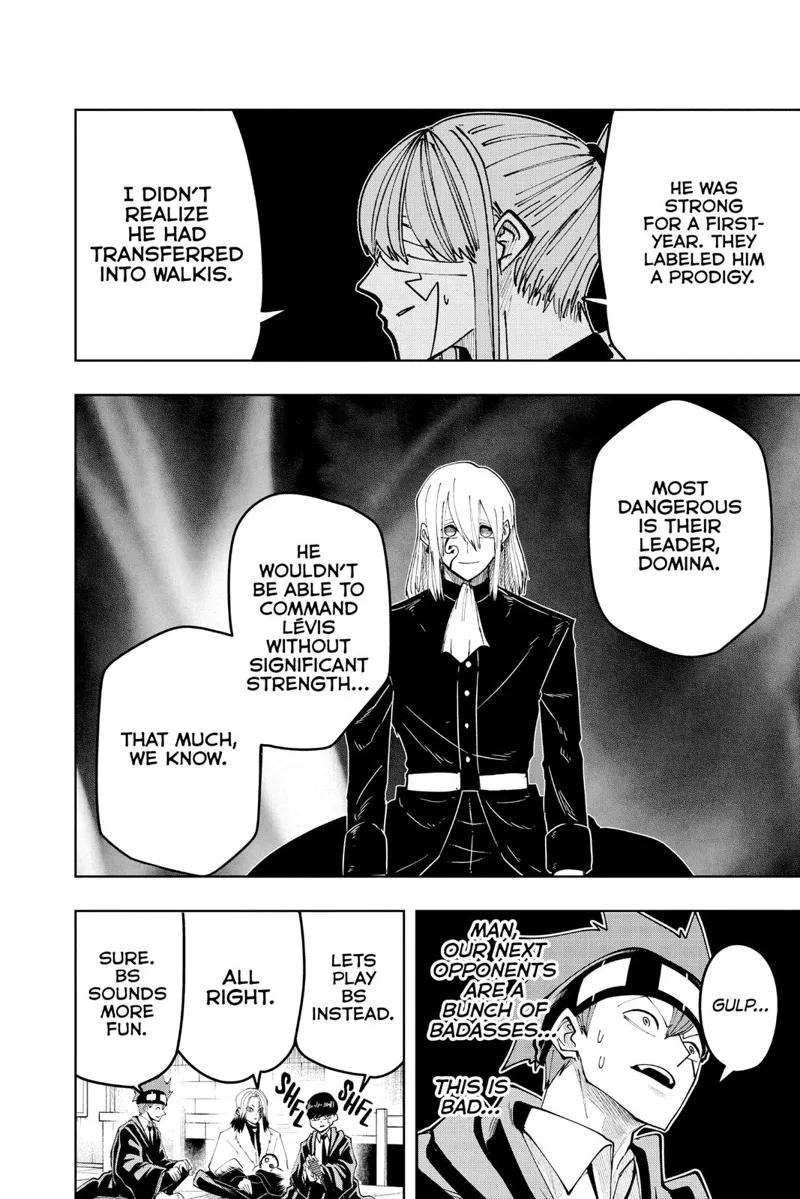 HE WAS
STRONG
FOR A FIRST-
YEAR. THEY
LABELED HIM
A PRODIGY.
I DIDN'T
REALIZE
HE HAD
TRANSFERRED
INTO WALKIS.
MOST
DANGEROUS
IS THEIR
LEADER,
DOMINA.
HE
WOULDN'T
BE ABLE TO
COMMAND
LÉVIS
WITHOUT
SIGNIFICANT
STRENGTH...
THAT MUCH,
WE KNOW.
GULP...
MAN,
OUR NEXT
OPPONENTS
ARE A
BUNCH OF
BADASSES...
THIS IS
BAD...
LETS
PLAY
BS
INSTEAD.
ALL
RIGHT.
SURE.
BS
SOUNDS
MORE
FUN.
SHFL
SHFL